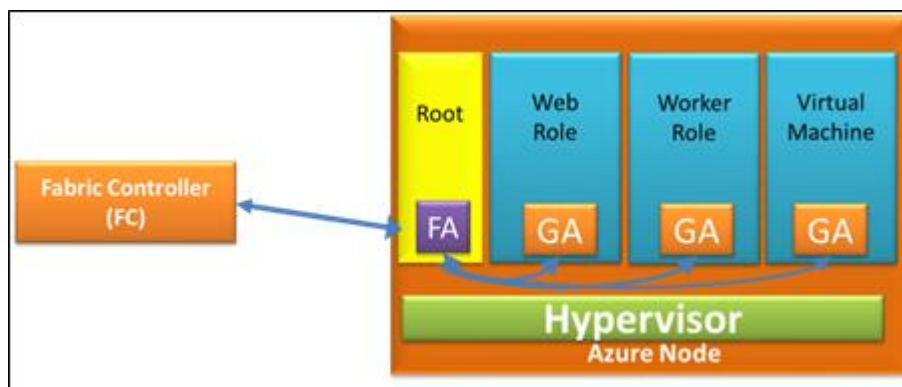 Fabric Controller
(FC)
Root
FA
Web
Role
GA
Worker
Role
GA
Virtual
Machine
GA
Hypervisor
Azure Node